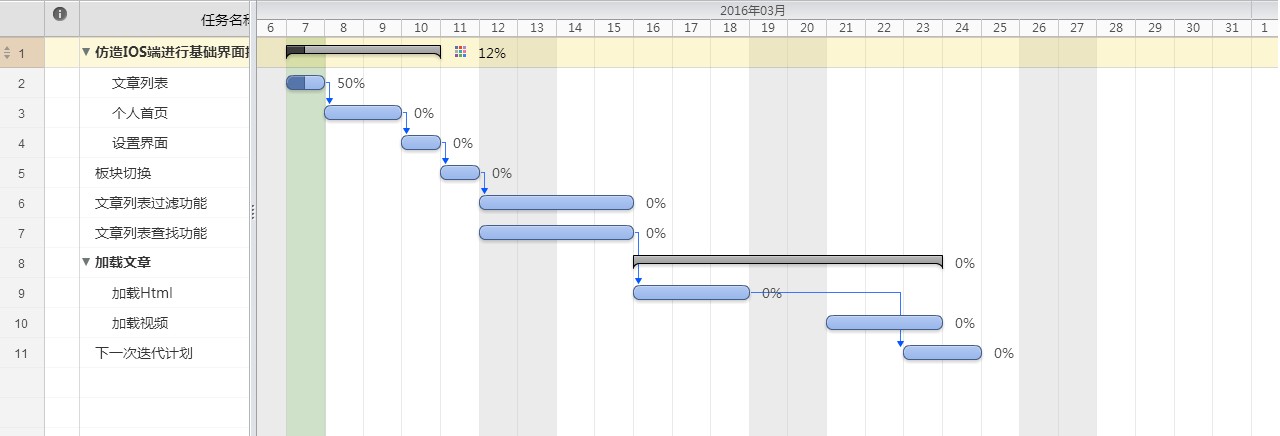 任务名称
2016年03月
6 7 8 9 10 11 12 13 14 15 16 17 18 19 20 21 22 23 24 25 26 27 28 29 30 31 1
1 仿造IOS端进行基础界面 12%
2 文章列表 50%
3 个人首页 0%
4 设置界面 0%
5 板块切换 0%
6 文章列表过滤功能 0%
7 文章列表查找功能 0%
8 加载文章 0%
9 加载Html 0%
10 加载视频 0%
11 下一次迭代计划 0%